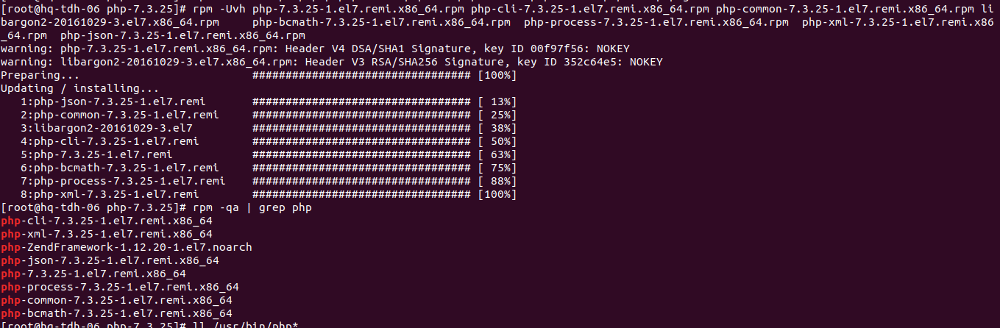 [root@hq-tdh-06 php-7.3.25]# rpm -Uvh php-7.3.25-1.el7.remi.x86_64.rpm php-cli-7.3.25-1.el7.remi.x86_64.rpm php-common-7.3.25-1.el7.remi.x86_64.rpm li
bargon2-20161029-3.el7.x86_64.rpm     php-bcmath-7.3.25-1.el7.remi.x86_64.rpm  php-process-7.3.25-1.el7.remi.x86_64.rpm  php-xml-7.3.25-1.el7.remi.x86
_64.rpm  php-json-7.3.25-1.el7.remi.x86_64.rpm
warning: php-7.3.25-1.el7.remi.x86_64.rpm: Header V4 DSA/SHA1 Signature, key ID 00f97f56: NOKEY
warning: libargon2-20161029-3.el7.x86_64.rpm: Header V3 RSA/SHA256 Signature, key ID 352c64e5: NOKEY
Preparing...                          ################################# [100%]
Updating / installing...
   1:php-json-7.3.25-1.el7.remi       ################################# [ 13%]
   2:php-common-7.3.25-1.el7.remi     ################################# [ 25%]
   3:libargon2-20161029-3.el7         ################################# [ 38%]
   4:php-cli-7.3.25-1.el7.remi        ################################# [ 50%]
   5:php-7.3.25-1.el7.remi            ################################# [ 63%]
   6:php-bcmath-7.3.25-1.el7.remi     ################################# [ 75%]
   7:php-process-7.3.25-1.el7.remi    ################################# [ 88%]
   8:php-xml-7.3.25-1.el7.remi        ################################# [100%]
[root@hq-tdh-06 php-7.3.25]# rpm -qa | grep php
php-cli-7.3.25-1.el7.remi.x86_64
php-xml-7.3.25-1.el7.remi.x86_64
php-ZendFramework-1.12.20-1.el7.noarch
php-json-7.3.25-1.el7.remi.x86_64
php-7.3.25-1.el7.remi.x86_64
php-process-7.3.25-1.el7.remi.x86_64
php-common-7.3.25-1.el7.remi.x86_64
php-bcmath-7.3.25-1.el7.remi.x86_64
[root@hq-tdh-06 php-7.3.25]# ll /usr/bin/php*